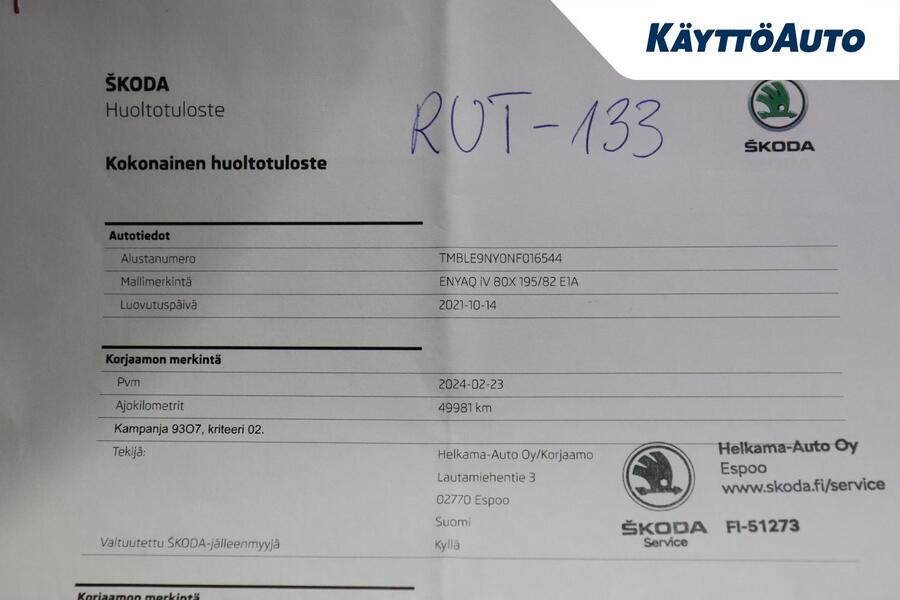 KÄYTTÖAUTO
ŠKODA
Huoltotuloste
RUT-133
ŠKODA
Kokonainen huoltotuloste
Autotiedot
Alustanumero TMBLE9NY0NF016544
Mallimerkintä ENYAQ iV 80X 195/82 E1A
Luovutuspäivä 2021-10-14
Korjaamon merkintä
Pvm 2024-02-23
Ajokilometrit 49981 km
Kampanja 93O7, kriteeri 02.
Tekijä: Helkama-Auto Oy/Korjaamo
Lautamiehentie 3
02770 Espoo
Suomi
Valtuutettu ŠKODA-jälleenmyyjä Kyllä
Helkama-Auto Oy
Espoo
www.skoda.fi/service
ŠKODA FI-51273
Service
Korjaamon merkintä